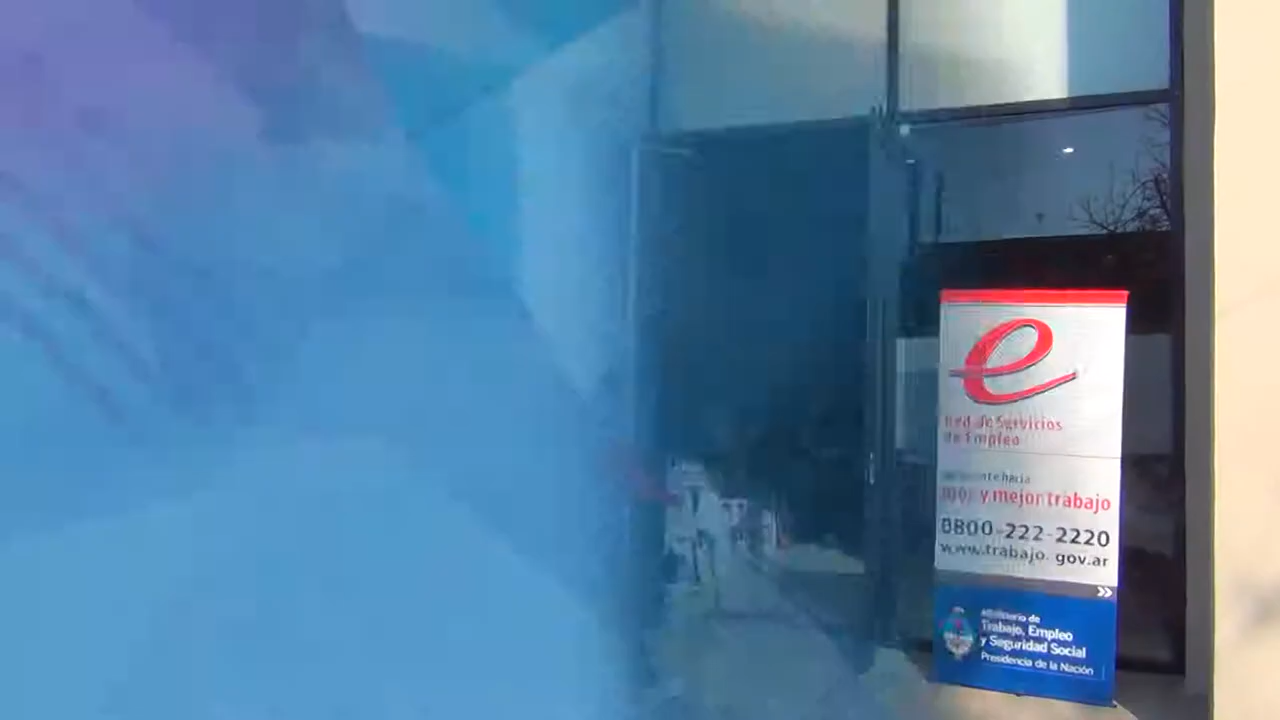 e
Red de Servicios
de Empleo
hacia
y mejor trabajo
0800-222-2220
www.trabajo.gov.ar
»
Ministerio de
Trabajo, Empleo
y Seguridad Social
Presidencia de la Nación